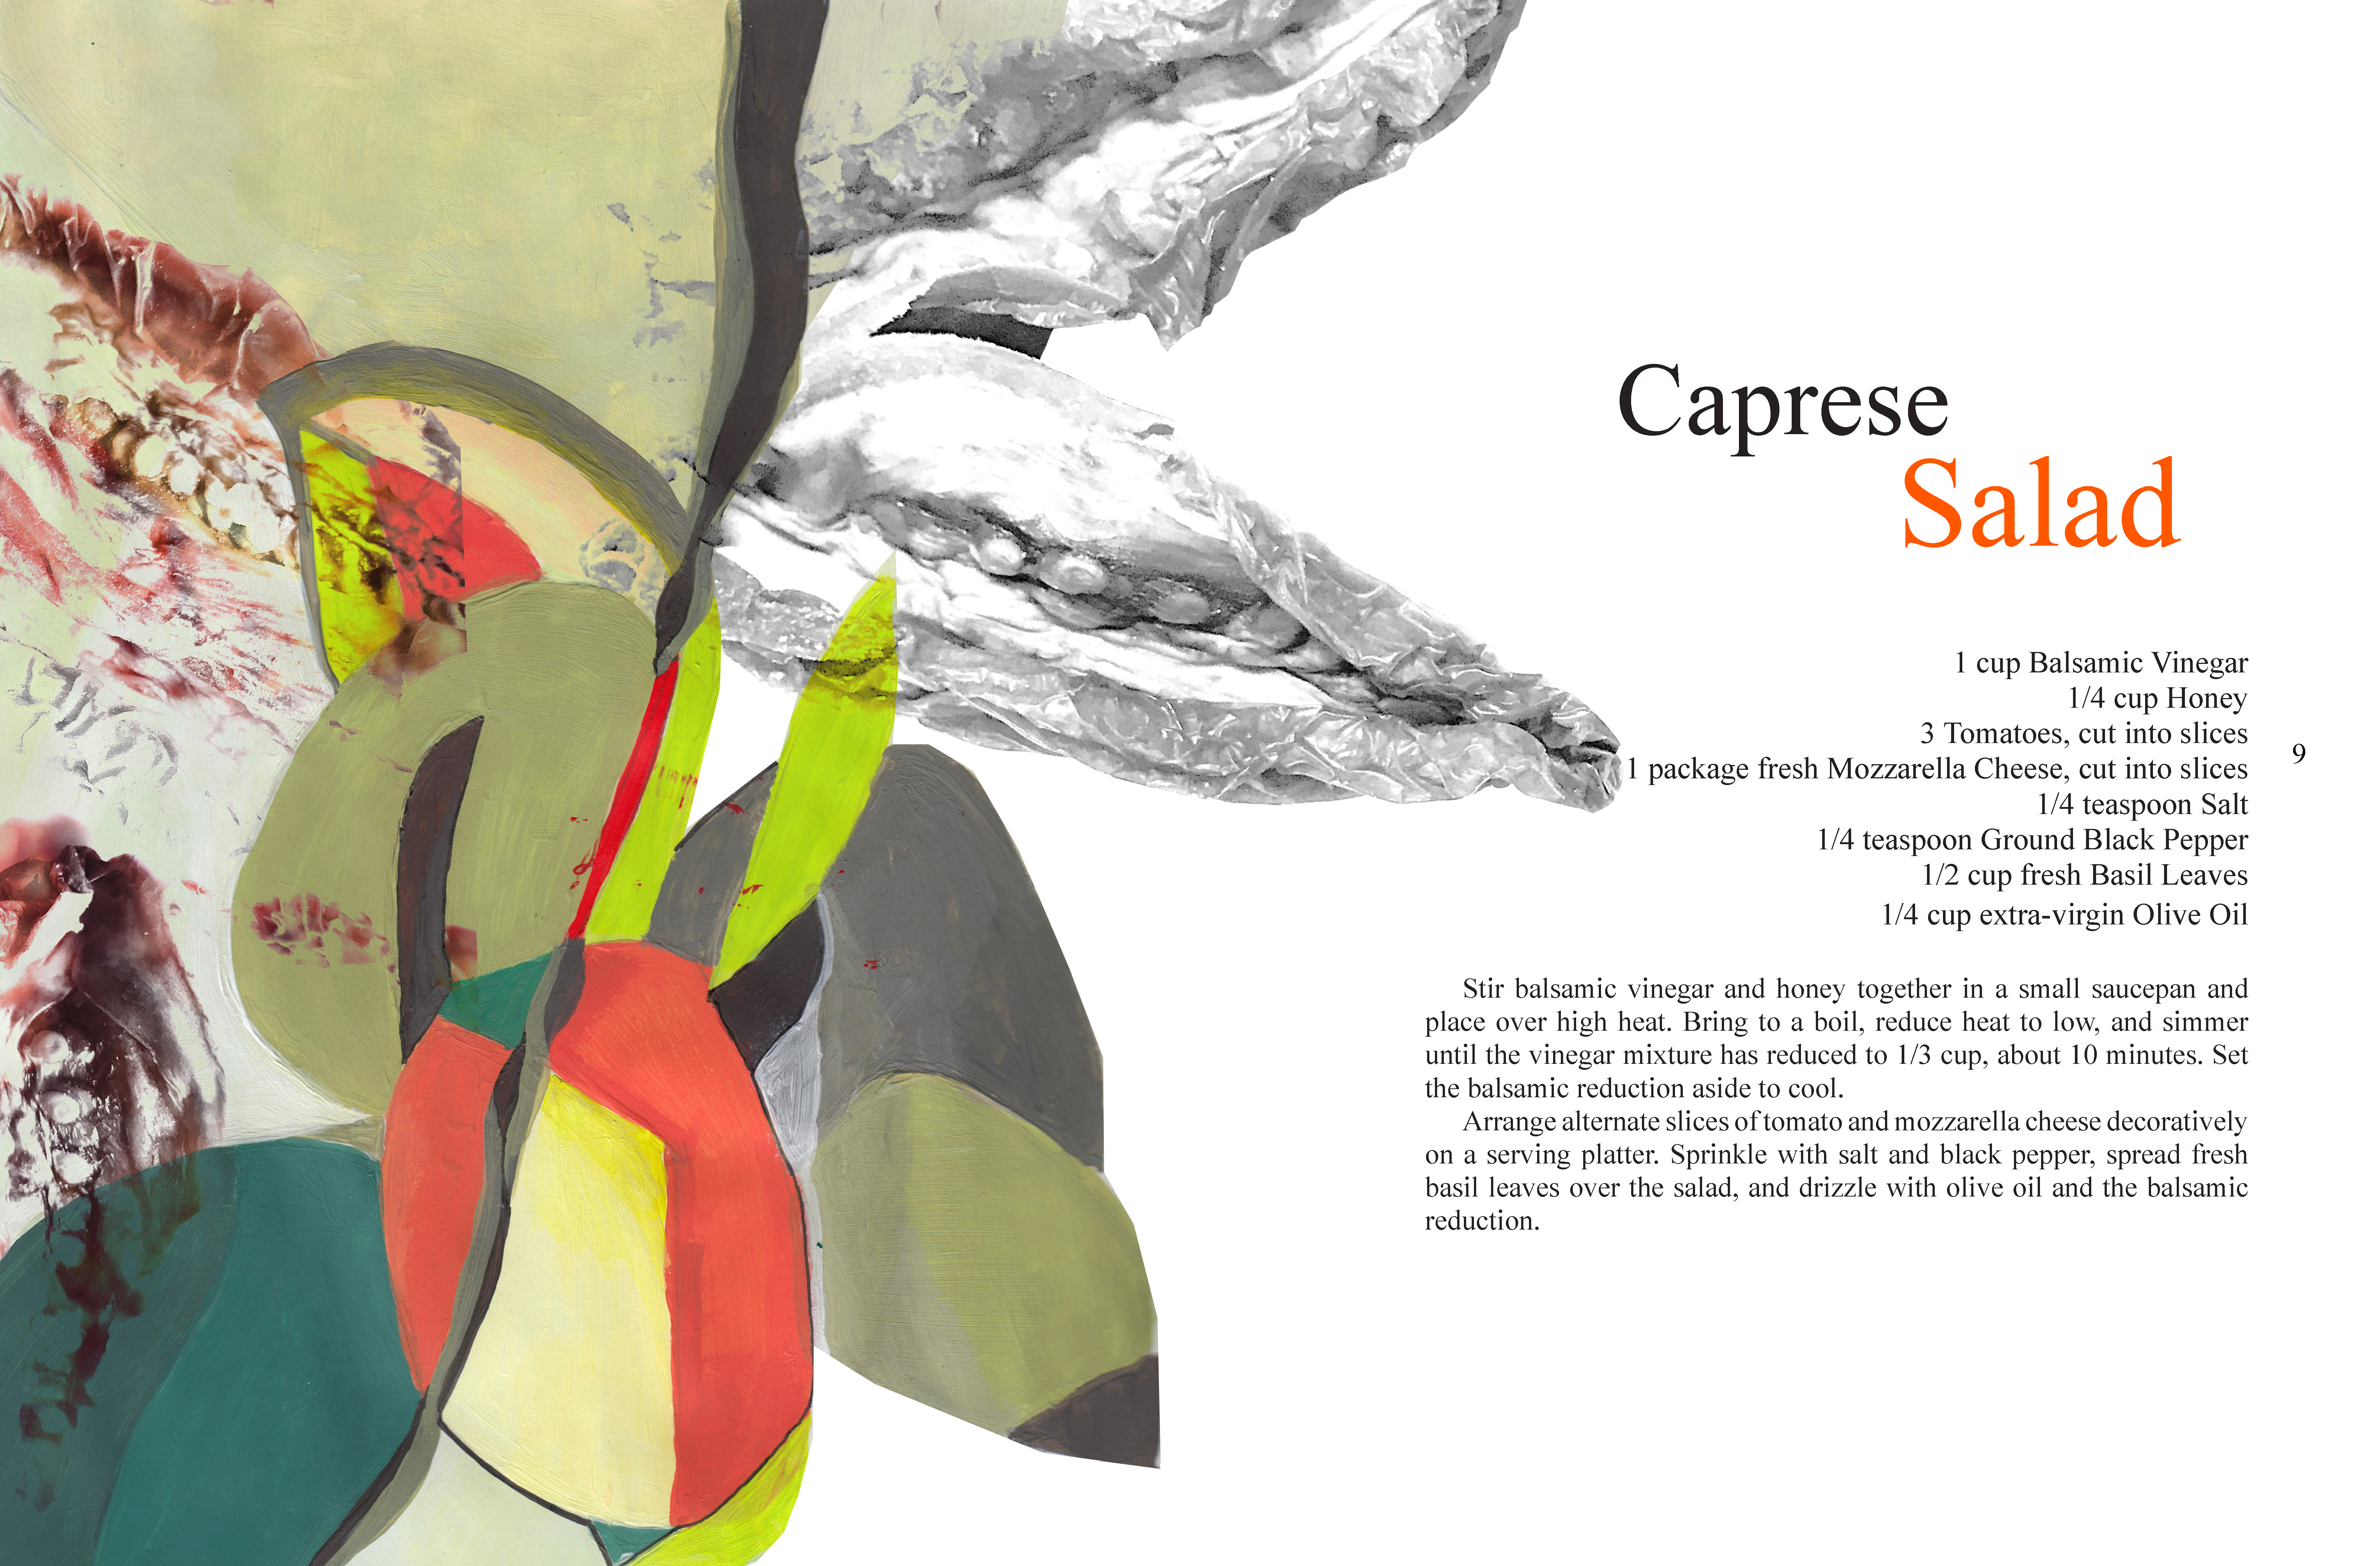 Caprese
Salad
1 cup Balsamic Vinegar
1/4 cup Honey
3 Tomatoes, cut into slices
1 package fresh Mozzarella Cheese, cut into slices
1/4 teaspoon Salt
1/4 teaspoon Ground Black Pepper
1/2 cup fresh Basil Leaves
1/4 cup extra-virgin Olive Oil
9
Stir balsamic vinegar and honey together in a small saucepan and
place over high heat. Bring to a boil, reduce heat to low, and simmer
until the vinegar mixture has reduced to 1/3 cup, about 10 minutes. Set
the balsamic reduction aside to cool.
Arrange alternate slices of tomato and mozzarella cheese decoratively
on a serving platter. Sprinkle with salt and black pepper, spread fresh
basil leaves over the salad, and drizzle with olive oil and the balsamic
reduction.